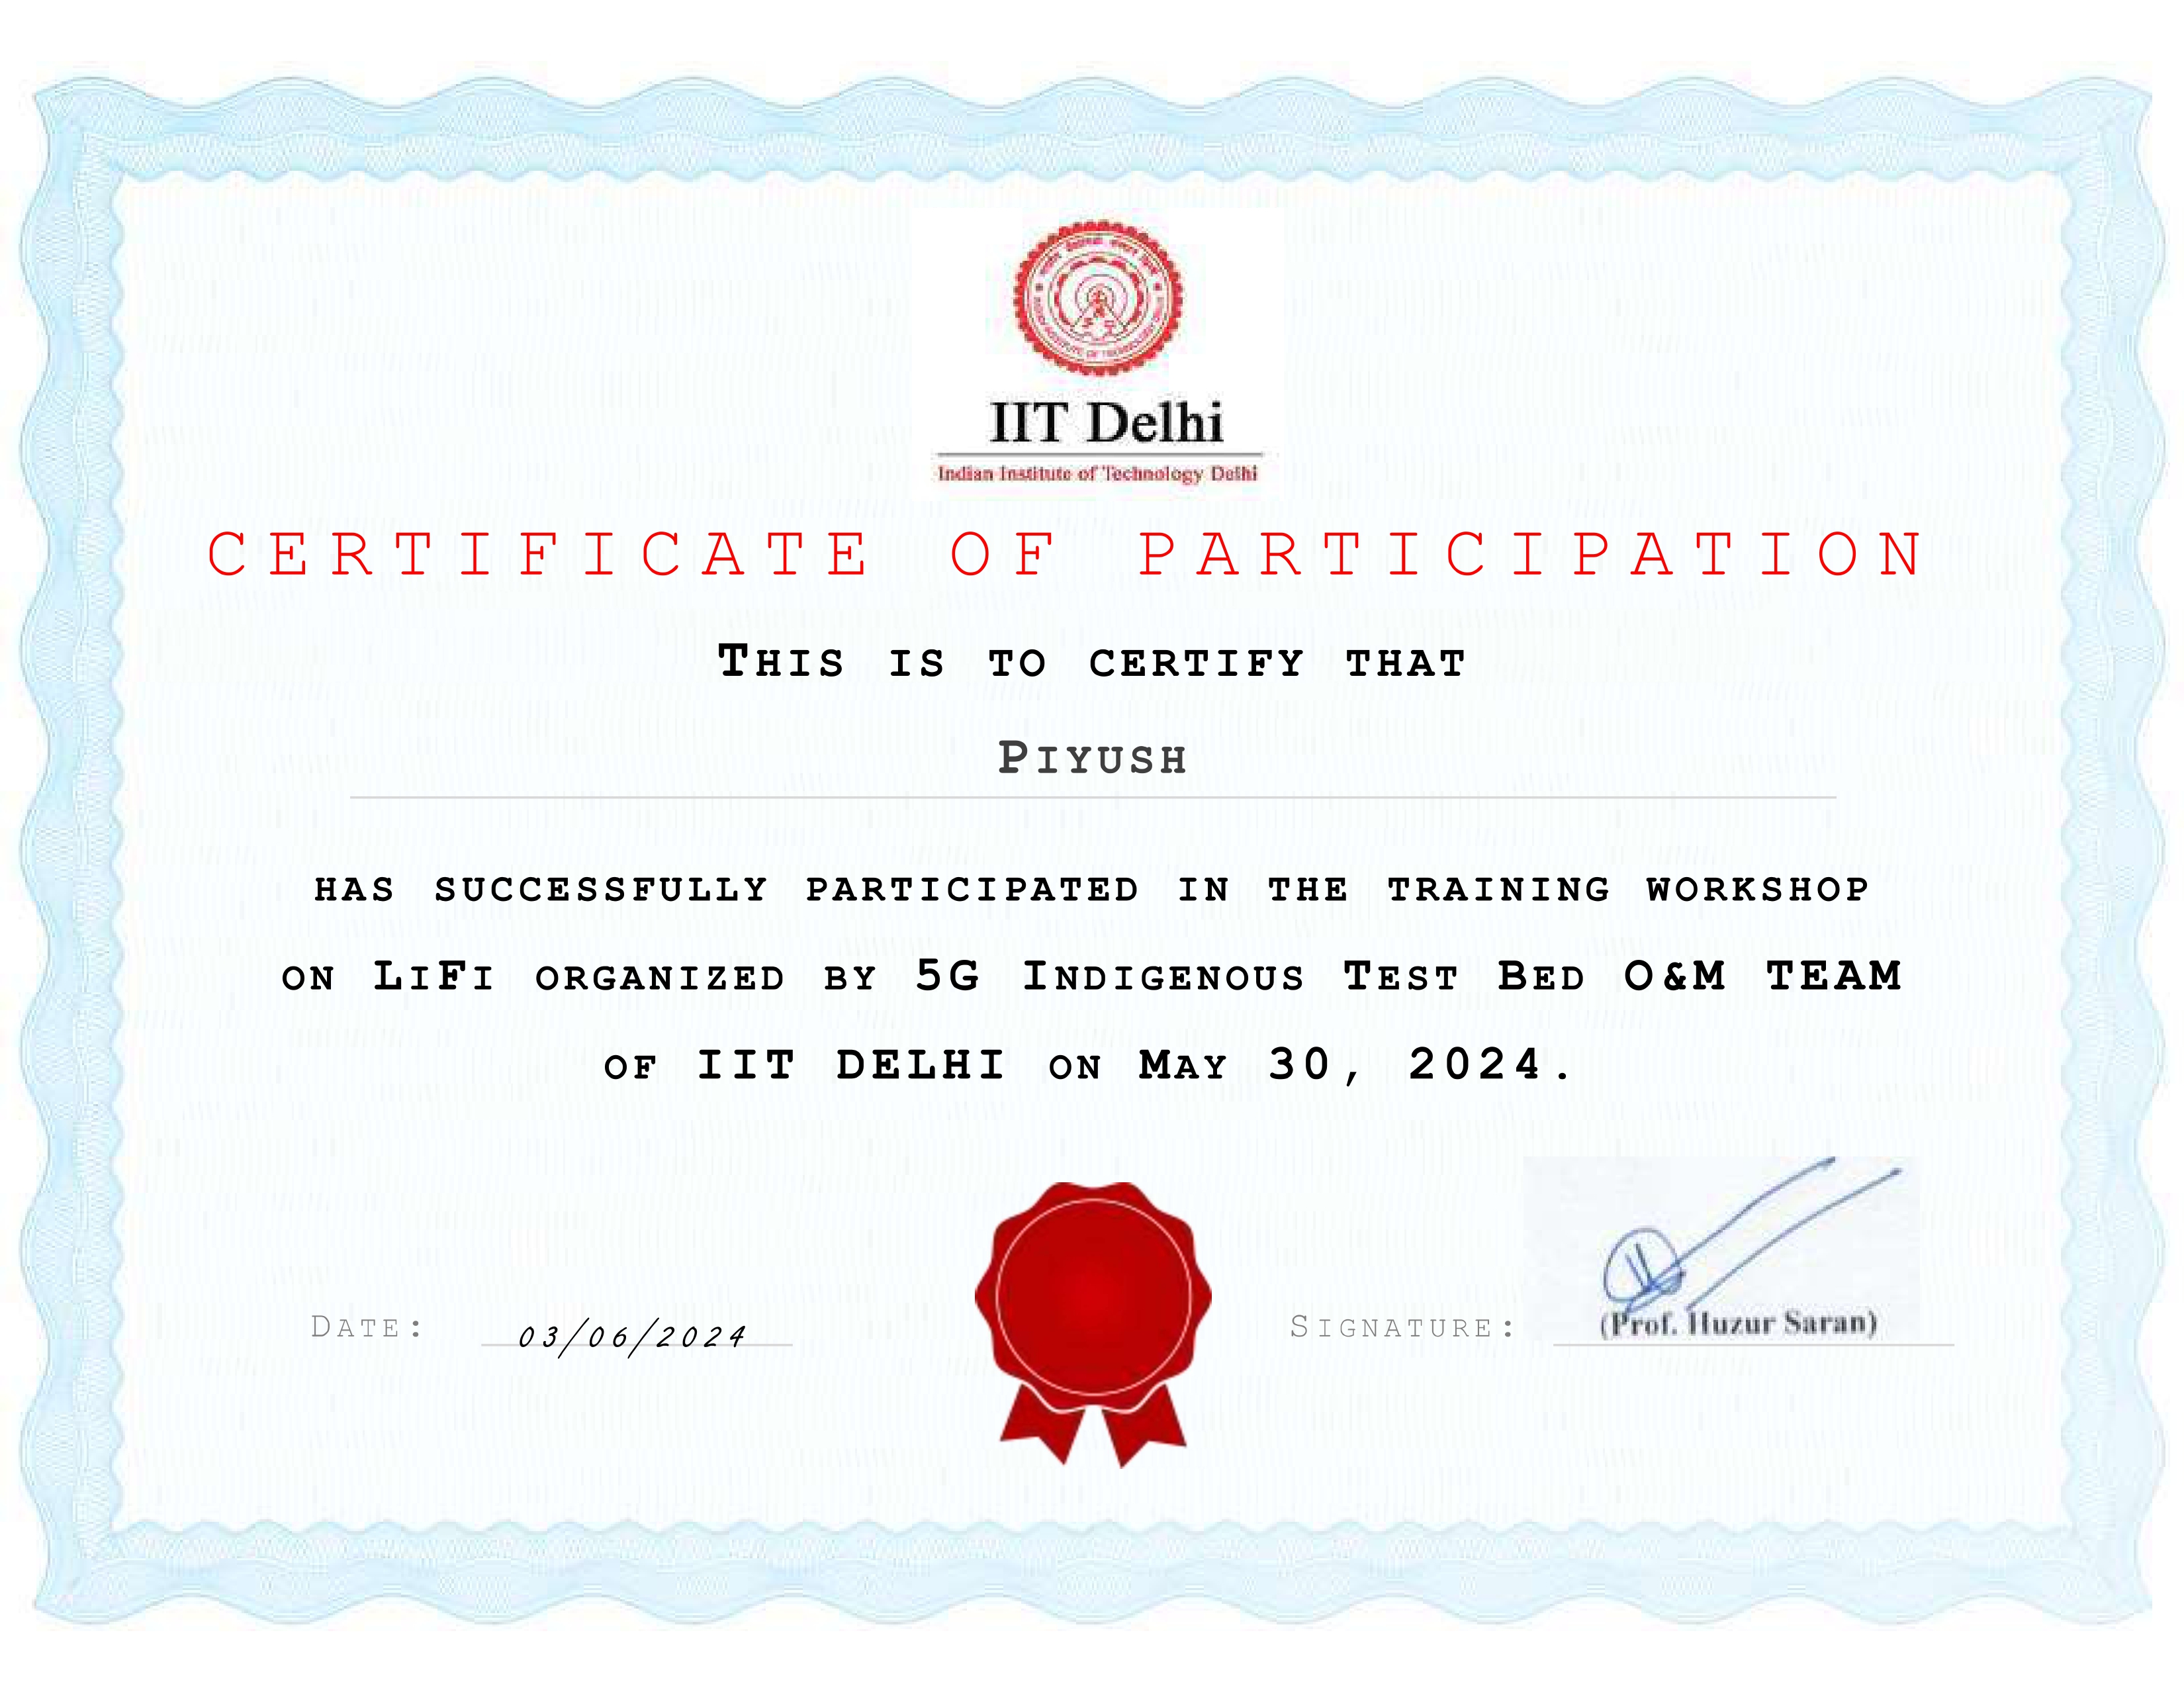 IIT Delhi
Indian Institute of Technology Delhi
CERTIFICATE OF PARTICIPATION
THIS IS TO CERTIFY THAT
PIYUSH
HAS SUCCESSFULLY PARTICIPATED IN THE TRAINING WORKSHOP
ON LIFI ORGANIZED BY 5G INDIGENOUS TEST BED O&M TEAM
OF IIT DELHI ON MAY 30, 2024.
DATE: 03/06/2024
SIGNATURE: (Prof. Huzur Saran)